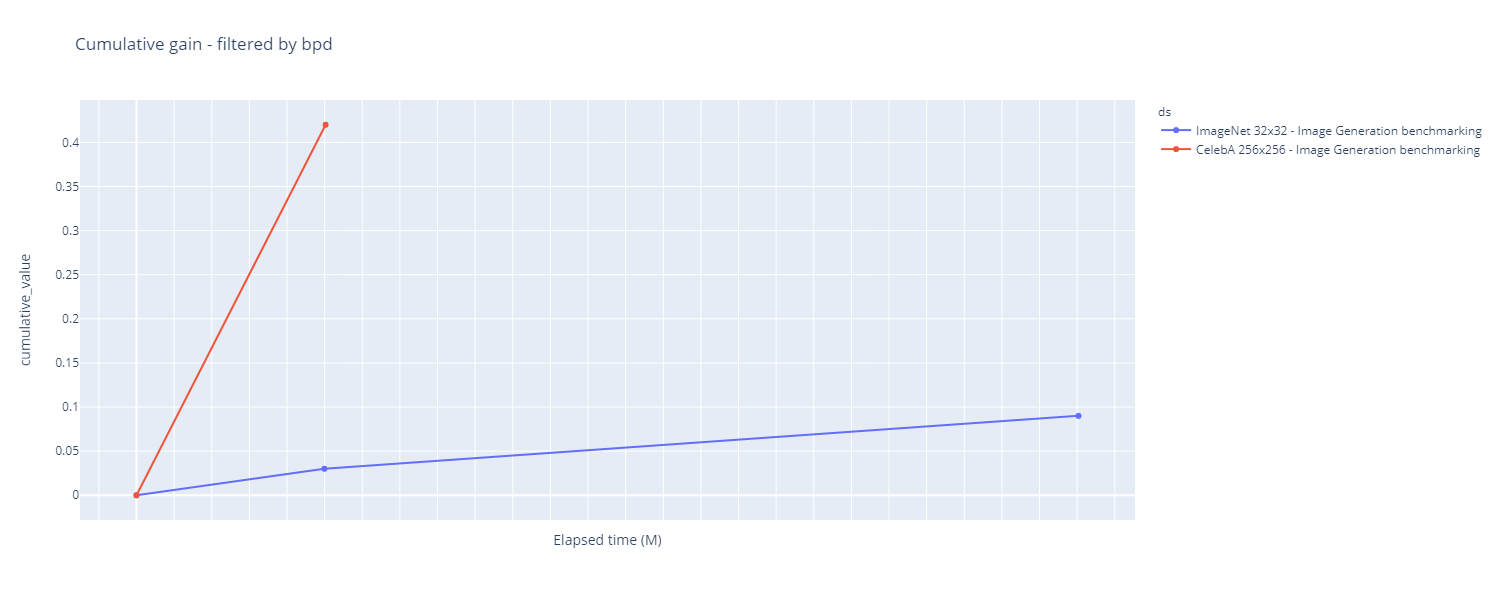 Cumulative gain - filtered by bpd
ds
ImageNet 32x32 - Image Generation benchmarking
CelebA 256x256 - Image Generation benchmarking
0.4
0.35
0.3
0.25
0.2
0.15
0.1
0.05
0
cumulative_value
Elapsed time (M)